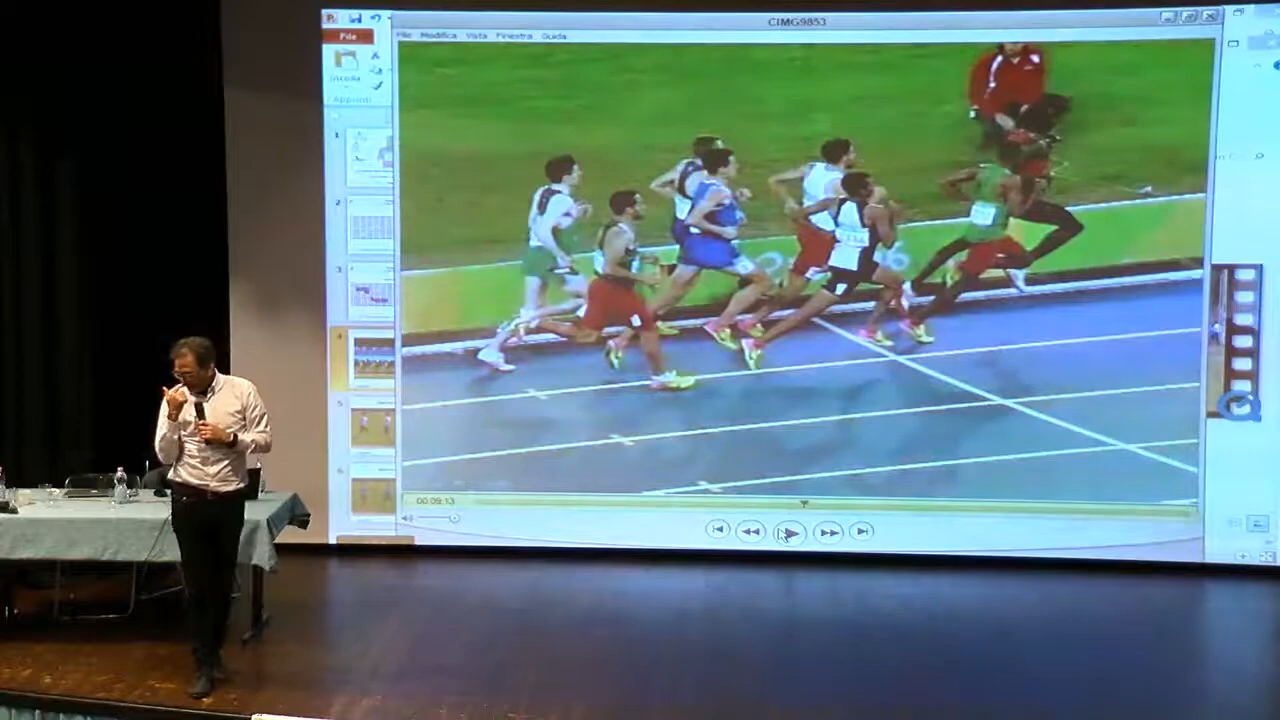 CIMG9853
File
File Modifica Vista Finestra Guida
Incolla
Appunti
1
2
3
4
5
6
00:09:13